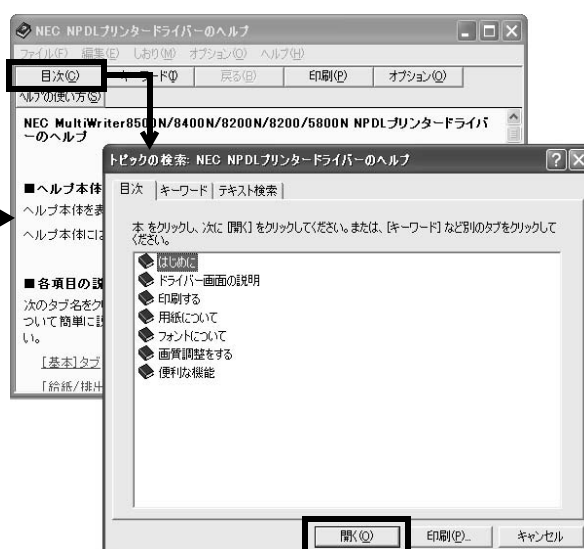 NEC NPDLプリンタードライバーのヘルプ
ファイル(F) 編集(E) しおり(M) オプション(O) ヘルプ(H)
目次(C) キーワード(I) 戻る(B) 印刷(P) オプション(O)
ヘルプの使い方(S)
NEC MultiWriter8500N/8400N/8200N/8200/5800N NPDLプリンタードライバ
ーのヘルプ
■ヘルプ本体
ヘルプ本体を表
ヘルプ本体には
■各項目の説
次のタブ名をク
ついて簡単に説
い。
[基本]タブ
[給紙/排出
トピックの検索: NEC NPDLプリンタードライバーのヘルプ
目次 キーワード テキスト検索
本 をクリックし、次に [開く] をクリックしてください。または、[キーワード] など別のタブをクリックして
ください。
はじめに
ドライバー画面の説明
印刷する
用紙について
フォントについて
画質調整をする
便利な機能
開く(O) 印刷(P)... キャンセル